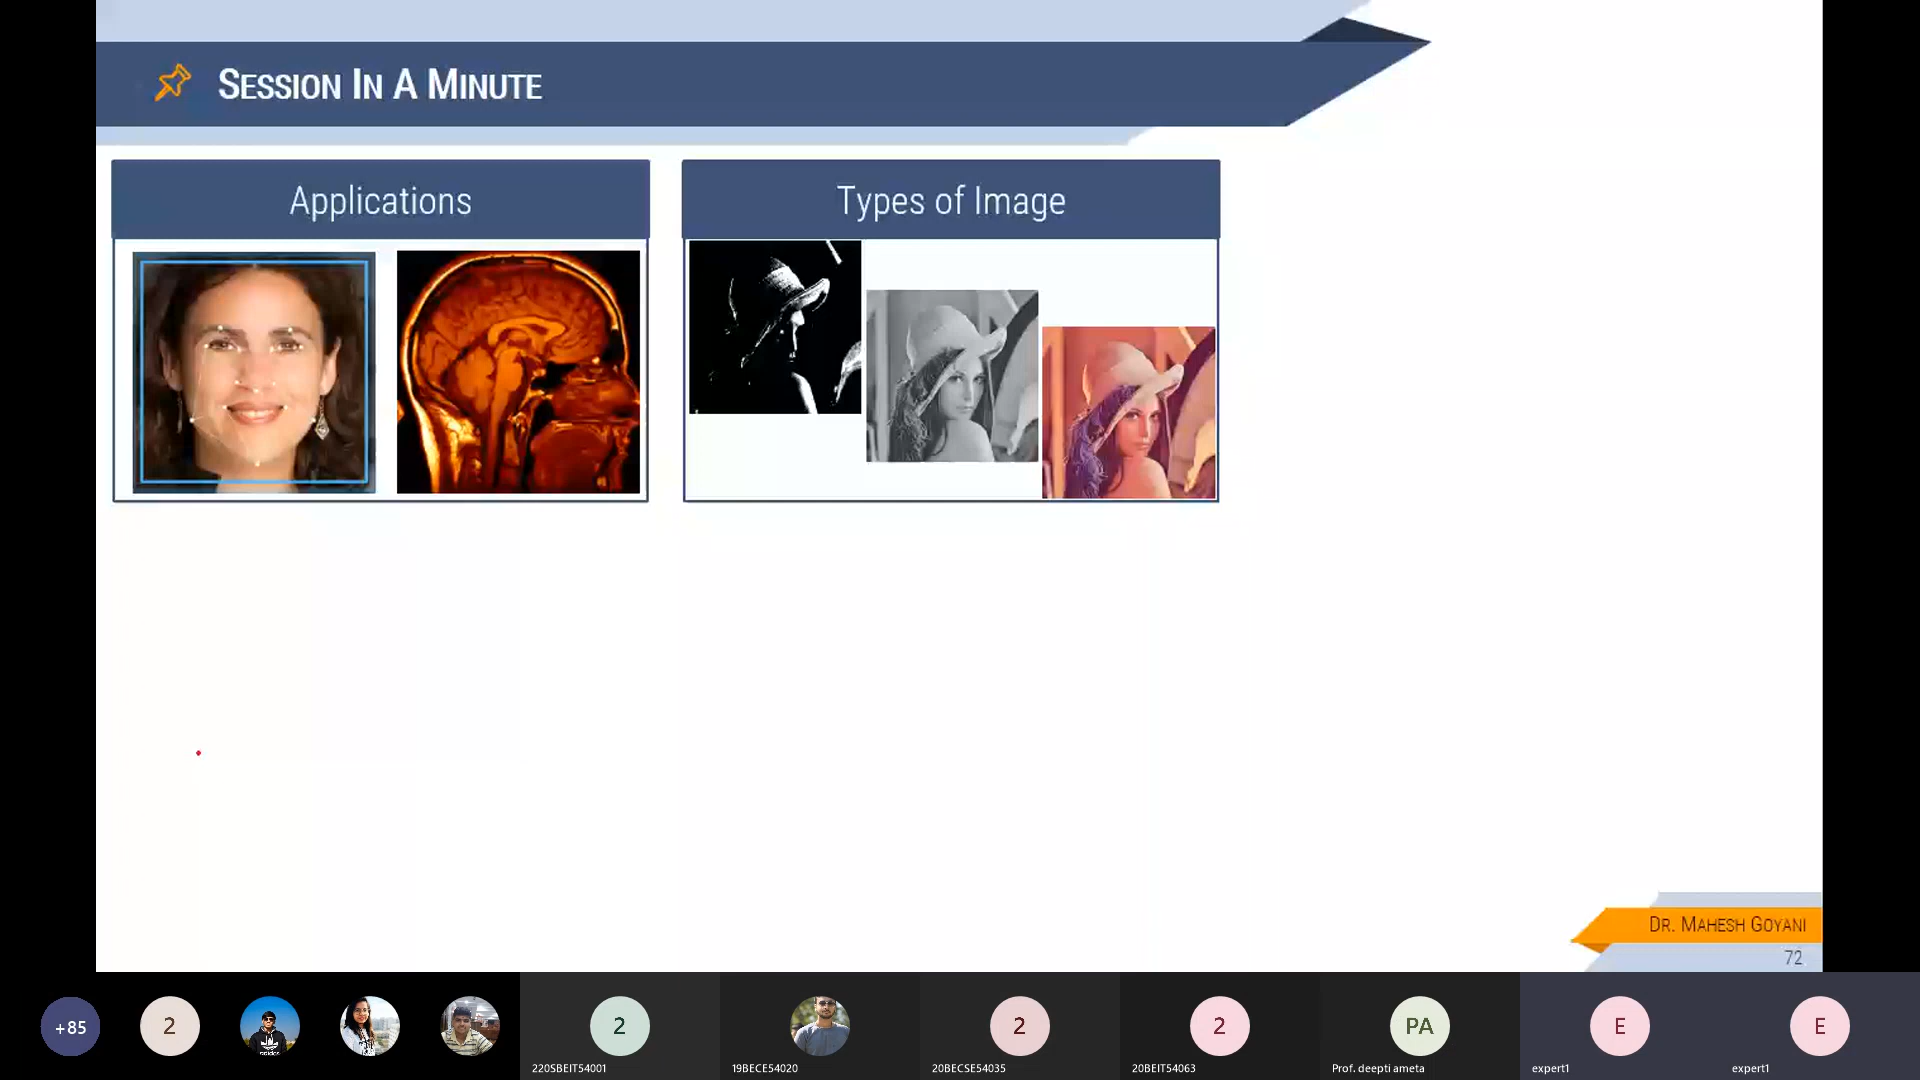 SESSION IN A MINUTE
Applications
Types of Image
DR. MAHESH GOYANI
72
+85
2
2
2
2
PA
E
E
220SBEIT54001
19BECE54020
20BECSE54035
20BEIT54063
Prof. deepti ameta
expert1
expert1